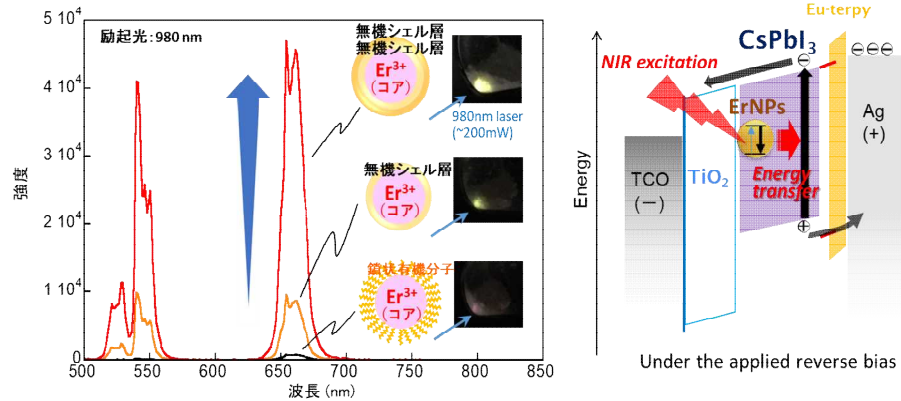 5 10⁴
4 10⁴
3 10⁴
2 10⁴
1 10⁴
0
強度
500
550
600
650
700
750
800
850
波長 (nm)
励起光：980 nm
無機シェル層
無機シェル層
Er³⁺
(コア)
980nm laser
(~200mW)
無機シェル層
Er³⁺
(コア)
鎖状有機分子
Er³⁺
(コア)
Energy
NIR excitation
CsPbI₃
Eu-terpy
⊖⊖⊖
⊖
ErNPs
Ag
(+)
TCO
(−)
TiO₂
Energy
transfer
⊕
Under the applied reverse bias